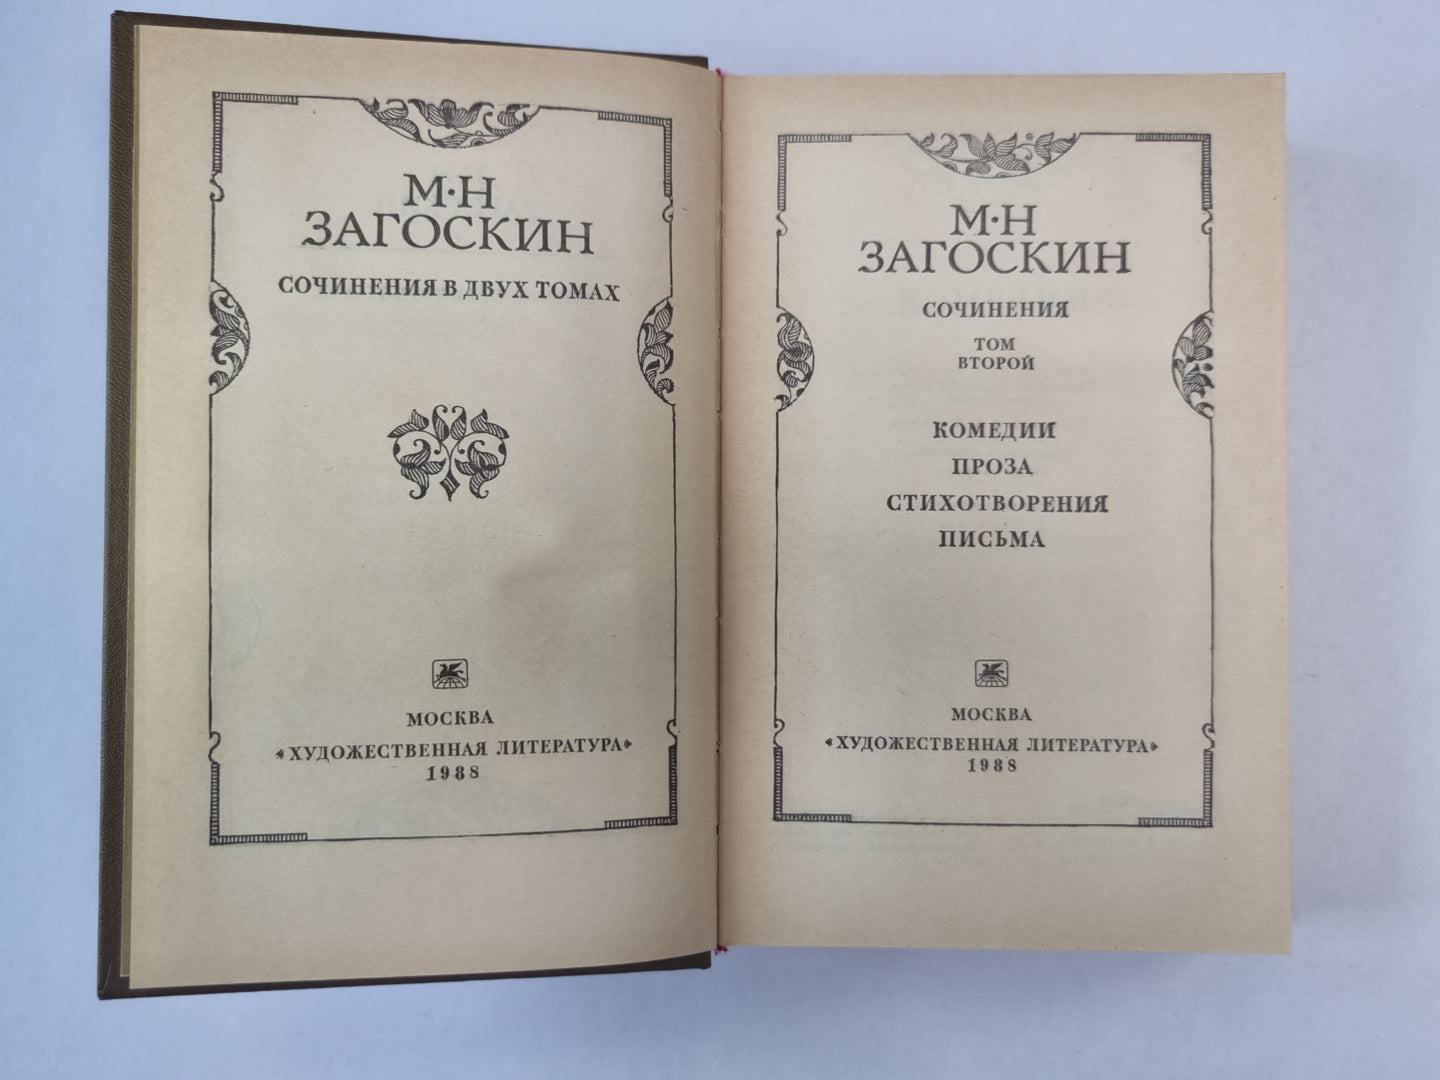 М·Н
ЗАГОСКИН
СОЧИНЕНИЯ В ДВУХ ТОМАХ
МОСКВА
«ХУДОЖЕСТВЕННАЯ ЛИТЕРАТУРА»
1988
М·Н
ЗАГОСКИН
СОЧИНЕНИЯ
ТОМ
ВТОРОЙ
КОМЕДИИ
ПРОЗА
СТИХОТВОРЕНИЯ
ПИСЬМА
МОСКВА
«ХУДОЖЕСТВЕННАЯ ЛИТЕРАТУРА»
1988